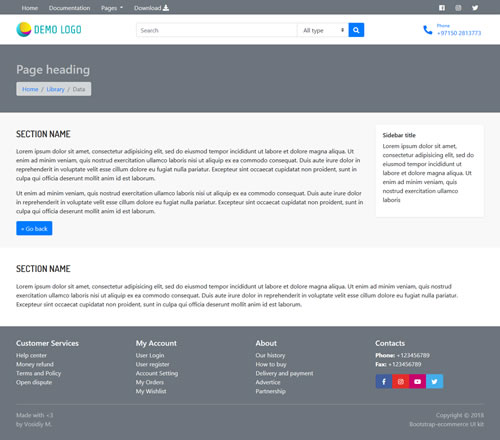 Home Documentation Pages Download
DEMO LOGO
Search All type
Phone
+97150 2813773
Page heading
Home / Library / Data
SECTION NAME
Lorem ipsum dolor sit amet, consectetur adipisicing elit, sed do eiusmod tempor incididunt ut labore et dolore magna aliqua. Ut
enim ad minim veniam, quis nostrud exercitation ullamco laboris nisi ut aliquip ex ea commodo consequat. Duis aute irure dolor in
reprehenderit in voluptate velit esse cillum dolore eu fugiat nulla pariatur. Excepteur sint occaecat cupidatat non proident, sunt in
culpa qui officia deserunt mollit anim id est laborum.
Ut enim ad minim veniam, quis nostrud exercitation ullamco laboris nisi ut aliquip ex ea commodo consequat. Duis aute irure dolor
in reprehenderit in voluptate velit esse cillum dolore eu fugiat nulla pariatur. Excepteur sint occaecat cupidatat non proident, sunt
in culpa qui officia deserunt mollit anim id est laborum.
« Go back
Sidebar title
Lorem ipsum dolor sit amet,
consectetur adipisicing elit, sed
do eiusmod tempor incididunt ut
labore et dolore magna aliqua.
Ut enim ad minim veniam, quis
nostrud exercitation ullamco
laboris
SECTION NAME
Lorem ipsum dolor sit amet, consectetur adipisicing elit, sed do eiusmod tempor incididunt ut labore et dolore magna aliqua. Ut enim ad minim veniam, quis nostrud
exercitation ullamco laboris nisi ut aliquip ex ea commodo consequat. Duis aute irure dolor in reprehenderit in voluptate velit esse cillum dolore eu fugiat nulla pariatur.
Excepteur sint occaecat cupidatat non proident, sunt in culpa qui officia deserunt mollit anim id est laborum.
Customer Services
Help center
Money refund
Terms and Policy
Open dispute
My Account
User Login
User register
Account Setting
My Orders
My Wishlist
About
Our history
How to buy
Delivery and payment
Advertice
Partnership
Contacts
Phone: +123456789
Fax: +123456789
Made with <3
by Vosidiy M.
Copyright © 2018
Bootstrap-ecommerce UI kit